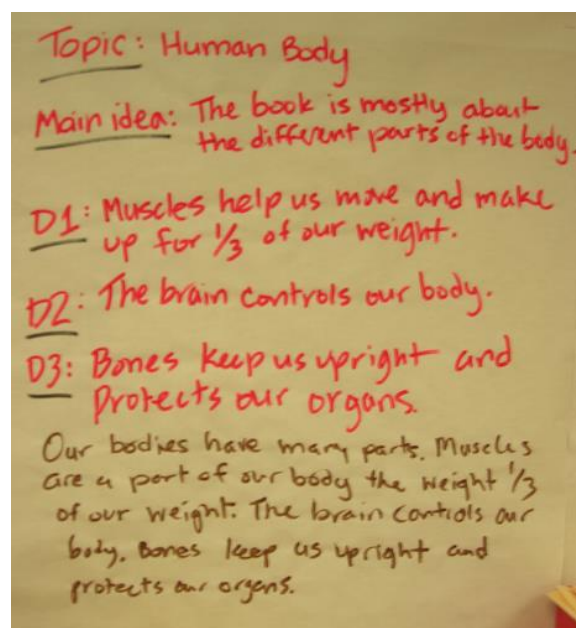 Topic: Human Body
Main idea: The book is mostly about
the different parts of the body.
D1: Muscles help us move and make
up for 1/3 of our weight.
D2: The brain controls our body.
D3: Bones keep us upright and
Protects our organs.
Our bodies have many parts. Muscles
are a part of our body the weight 1/3
of our weight. The brain controls our
body. Bones keep us upright and
protects our organs.